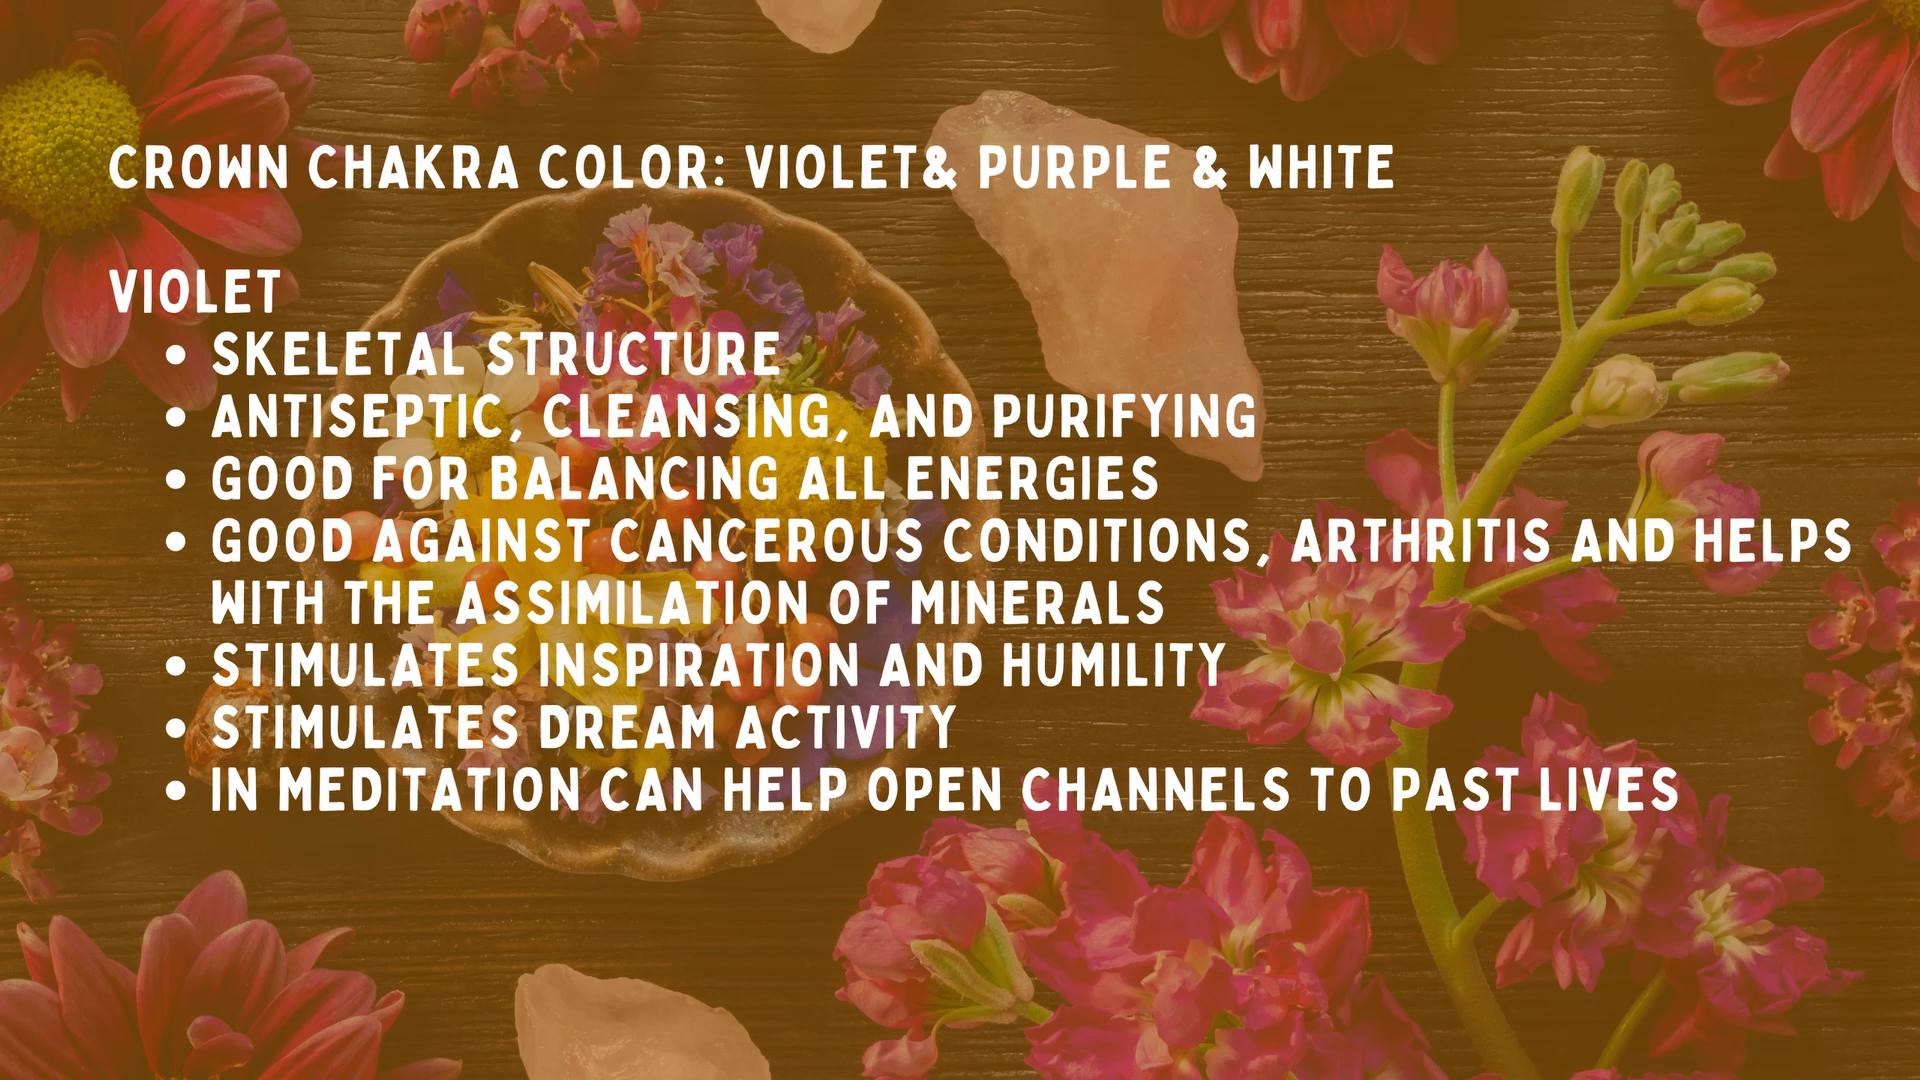 CROWN CHAKRA COLOR: VIOLET& PURPLE & WHITE
VIOLET
• SKELETAL STRUCTURE
• ANTISEPTIC, CLEANSING, AND PURIFYING
• GOOD FOR BALANCING ALL ENERGIES
• GOOD AGAINST CANCEROUS CONDITIONS, ARTHRITIS AND HELPS
WITH THE ASSIMILATION OF MINERALS
• STIMULATES INSPIRATION AND HUMILITY
• STIMULATES DREAM ACTIVITY
• IN MEDITATION CAN HELP OPEN CHANNELS TO PAST LIVES